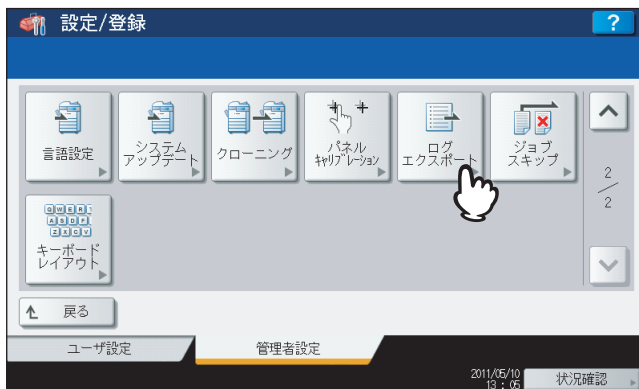 設定/登録
?
言語設定
システム
アップデート
クローニング
パネル
キャリブレーション
ログ
エクスポート
ジョブ
スキップ
2
2
QWERT
ASDF
ZXCV
キーボード
レイアウト
戻る
ユーザ設定
管理者設定
2011/05/10
13 : 05
状況確認